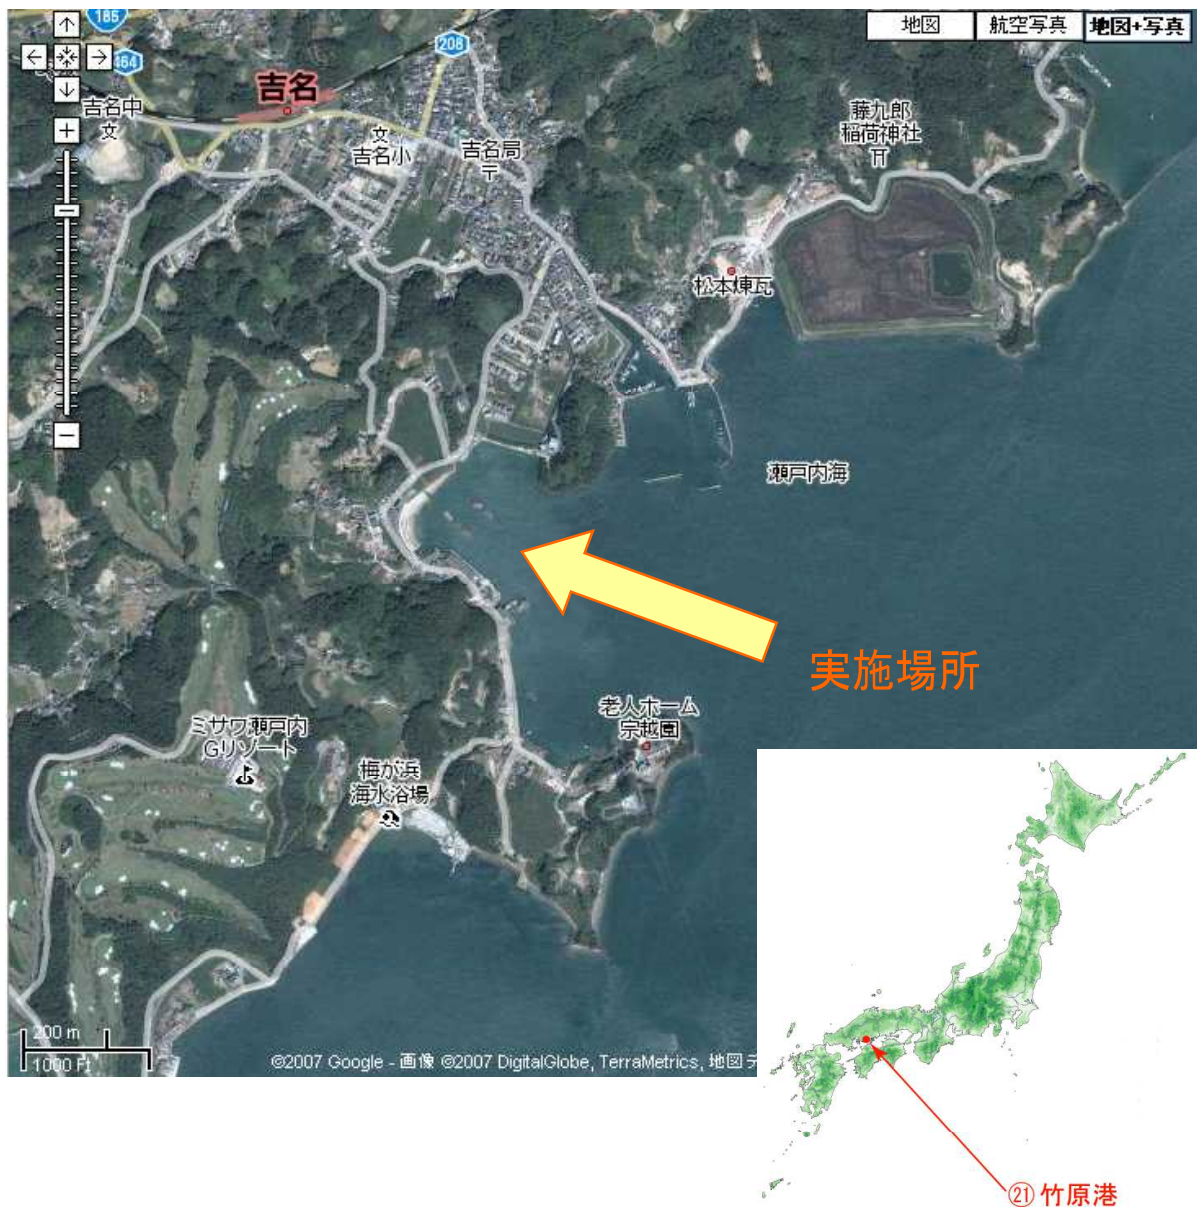 185
地図
航空写真
地図+写真
208
464
吉名
吉名中
文
文
吉名小
吉名局
〒
藤九郎
稲荷神社
松本煉瓦
瀬戸内海
実施場所
老人ホーム
宗越園
ミサワ瀬戸内
Gリゾート
梅が浜
海水浴場
200 m
1000 Ft
©2007 Google - 画像 ©2007 DigitalGlobe, TerraMetrics, 地図デ
㉑ 竹原港